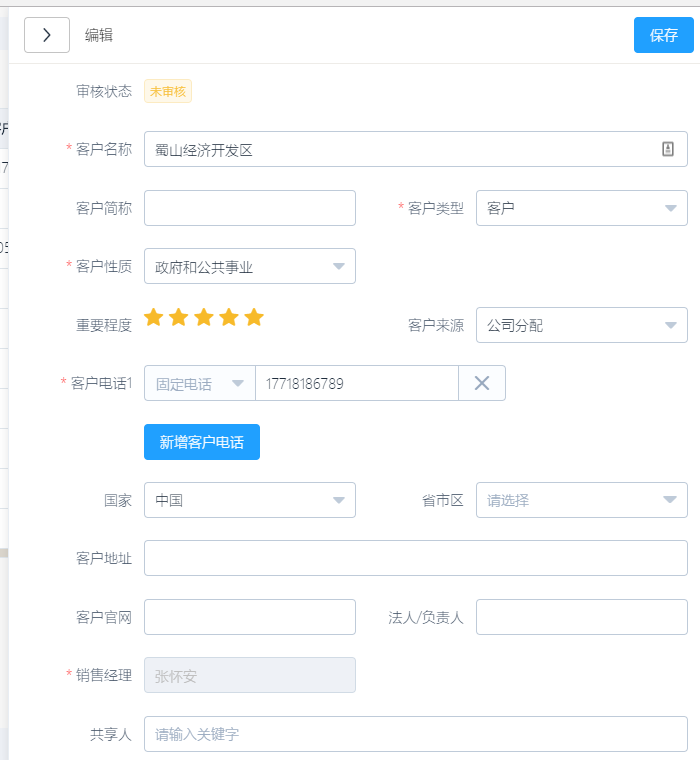 编辑
保存
审核状态 未审核
* 客户名称 蜀山经济开发区
客户简称 * 客户类型 客户
* 客户性质 政府和公共事业
重要程度 客户来源 公司分配
* 客户电话1 固定电话 17718186789
新增客户电话
国家 中国 省市区 请选择
客户地址
客户官网 法人/负责人
* 销售经理 张怀安
共享人 请输入关键字